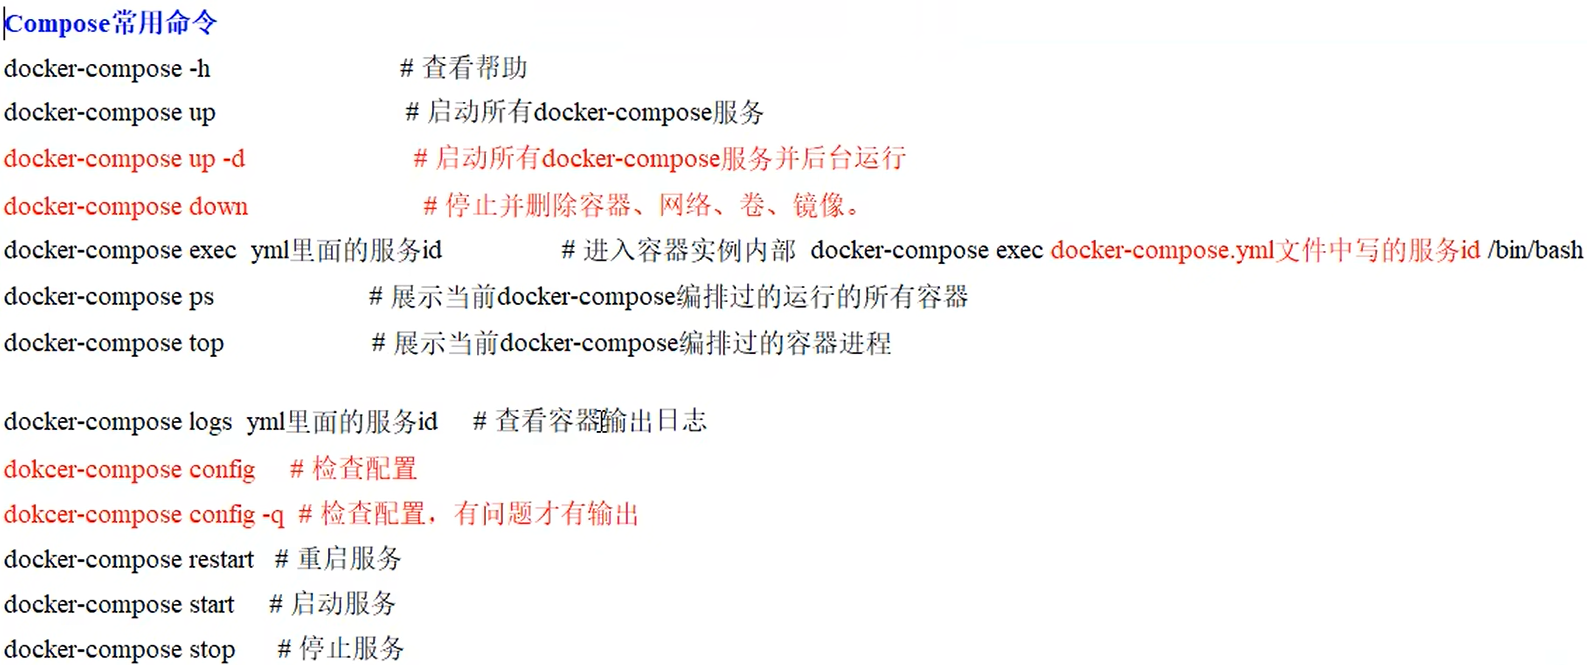 Compose常用命令
docker-compose -h # 查看帮助
docker-compose up # 启动所有docker-compose服务
docker-compose up -d # 启动所有docker-compose服务并后台运行
docker-compose down # 停止并删除容器、网络、卷、镜像。
docker-compose exec yml里面的服务id # 进入容器实例内部 docker-compose exec docker-compose.yml文件中写的服务id /bin/bash
docker-compose ps # 展示当前docker-compose编排过的运行的所有容器
docker-compose top # 展示当前docker-compose编排过的容器进程
docker-compose logs yml里面的服务id # 查看容器输出日志
dokcer-compose config # 检查配置
dokcer-compose config -q # 检查配置，有问题才有输出
docker-compose restart # 重启服务
docker-compose start # 启动服务
docker-compose stop # 停止服务